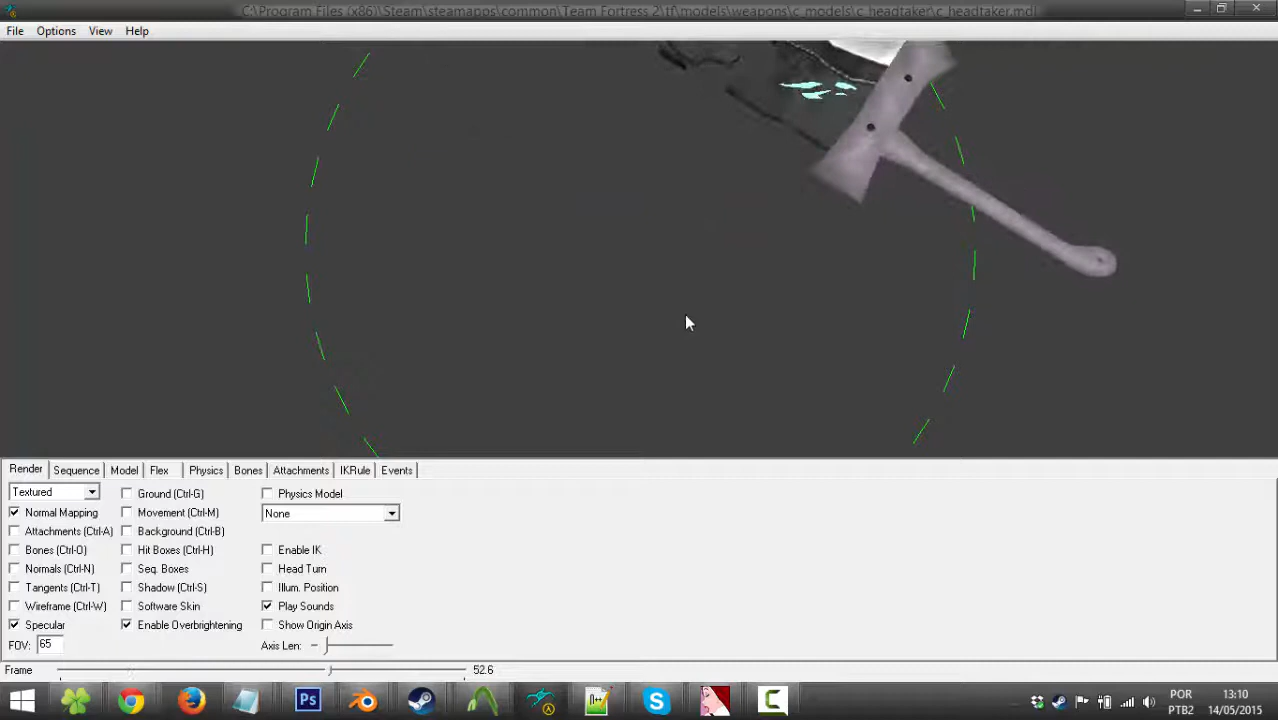 C:\Program Files (x86)\Steam\steamapps\common\Team Fortress 2\tf\models\weapons\c_models\c_headtaker\c_headtaker.mdl
File Options View Help
Render Sequence Model Flex Physics Bones Attachments IKRule Events
Textured Ground (Ctrl-G) Physics Model
Normal Mapping Movement (Ctrl-M) None
Attachments (Ctrl-A) Background (Ctrl-B)
Bones (Ctrl-O) Hit Boxes (Ctrl-H) Enable IK
Normals (Ctrl-N) Seq. Boxes Head Turn
Tangents (Ctrl-T) Shadow (Ctrl-S) Illum. Position
Wireframe (Ctrl-W) Software Skin Play Sounds
Specular Enable Overbrightening Show Origin Axis
FOV: 65 Axis Len:
Frame 52.6
Ps
POR 13:10
PTB2 14/05/2015